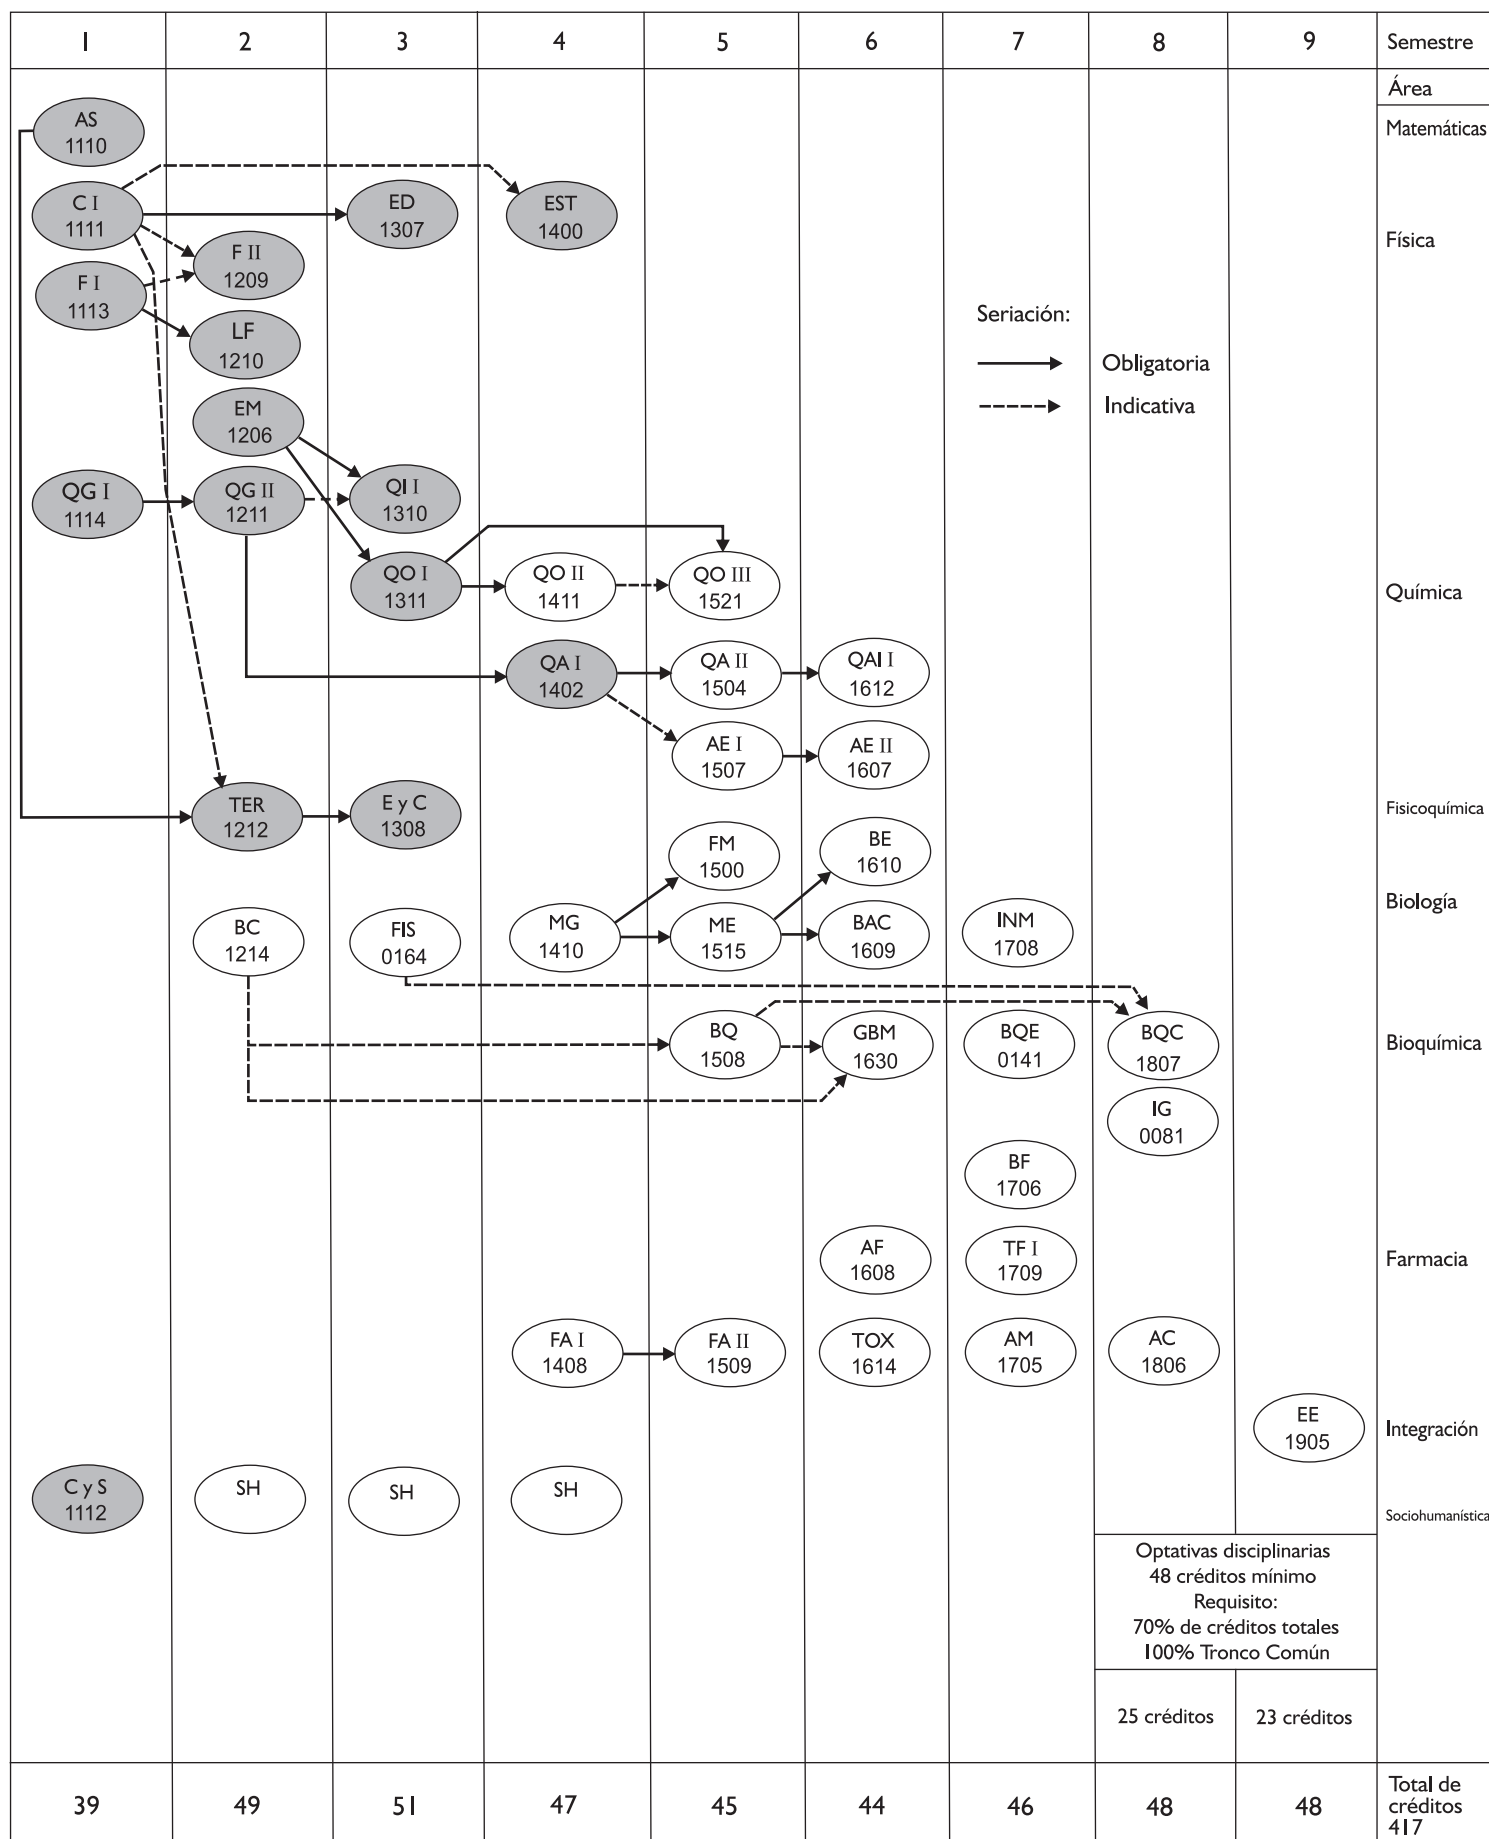 1 2 3 4 5 6 7 8 9 Semestre
Área
AS
1110
Matemáticas
C I
1111
ED
1307
EST
1400
F II
1209
Física
F I
1113
LF
1210
Seriación:
Obligatoria
Indicativa
EM
1206
QG I
1114
QG II
1211
QI I
1310
QO I
1311
QO II
1411
QO III
1521
Química
QA I
1402
QA II
1504
QAI I
1612
AE I
1507
AE II
1607
TER
1212
E y C
1308
Fisicoquímica
FM
1500
BE
1610
BC
1214
FIS
0164
MG
1410
ME
1515
BAC
1609
INM
1708
Biología
BQ
1508
GBM
1630
BQE
0141
BQC
1807
Bioquímica
IG
0081
BF
1706
AF
1608
TF I
1709
Farmacia
FA I
1408
FA II
1509
TOX
1614
AM
1705
AC
1806
EE
1905
Integración
C y S
1112
SH
SH
SH
Sociohumanística
Optativas disciplinarias
48 créditos mínimo
Requisito:
70% de créditos totales
100% Tronco Común
25 créditos
23 créditos
39 49 51 47 45 44 46 48 48
Total de
créditos
417